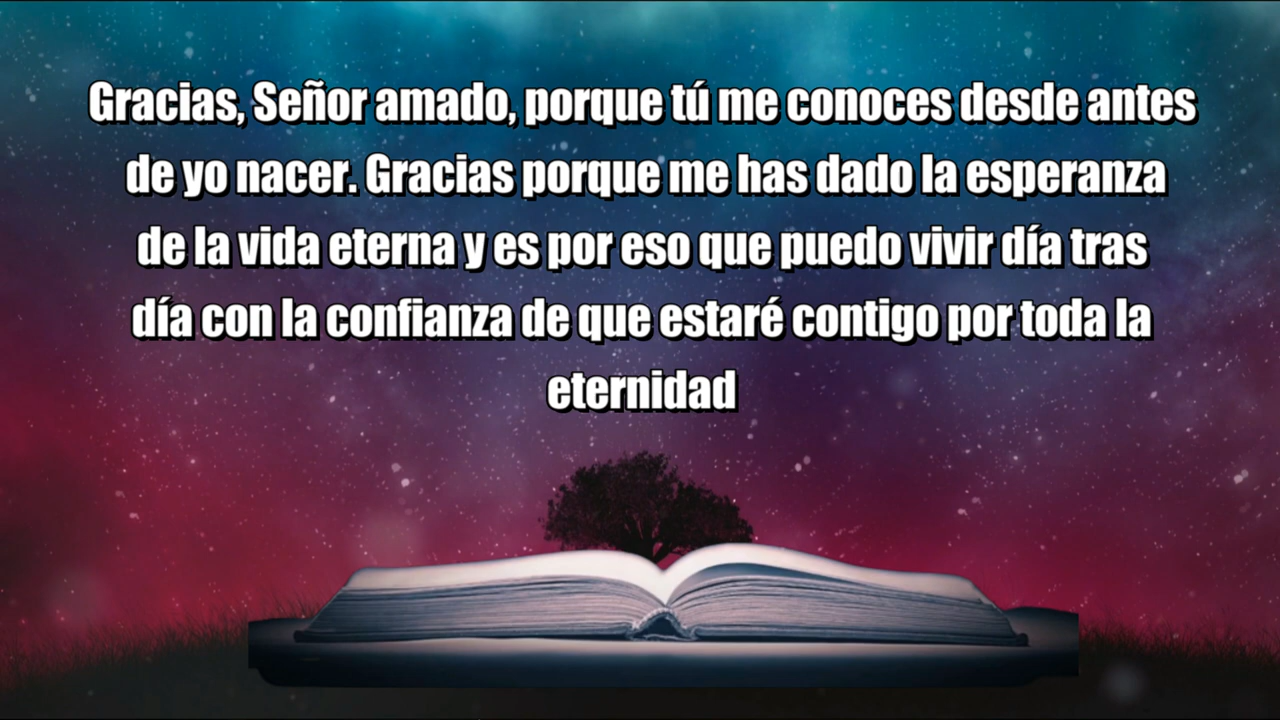 Gracias, Señor amado, porque tú me conoces desde antes
de yo nacer. Gracias porque me has dado la esperanza
de la vida eterna y es por eso que puedo vivir día tras
día con la confianza de que estaré contigo por toda la
eternidad